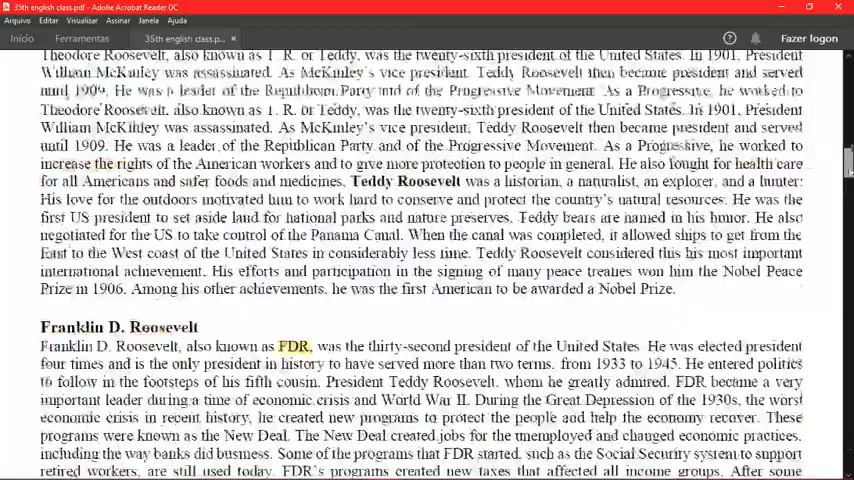 35th english class.pdf - Adobe Acrobat Reader DC
Arquivo Editar Visualizar Assinar Janela Ajuda
Início Ferramentas 35th english class.p... × Fazer logon
Theodore Roosevelt, also known as T. R. or Teddy, was the twenty-sixth president of the United States. In 1901, President
William McKinley was assassinated. As McKinley's vice president, Teddy Roosevelt then became president and served
until 1909. He was a leader of the Republican Party and of the Progressive Movement. As a Progressive, he worked to
Theodore Roosevelt, also known as T. R. or Teddy, was the twenty-sixth president of the United States. In 1901, President
William McKinley was assassinated. As McKinley's vice president, Teddy Roosevelt then became president and served
until 1909. He was a leader of the Republican Party and of the Progressive Movement. As a Progressive, he worked to
increase the rights of the American workers and to give more protection to people in general. He also fought for health care
for all Americans and safer foods and medicines. Teddy Roosevelt was a historian, a naturalist, an explorer, and a hunter:
His love for the outdoors motivated him to work hard to conserve and protect the country's natural resources. He was the
first US president to set aside land for national parks and nature preserves. Teddy bears are named in his honor. He also
negotiated for the US to take control of the Panama Canal. When the canal was completed, it allowed ships to get from the
East to the West coast of the United States in considerably less time. Teddy Roosevelt considered this his most important
international achievement. His efforts and participation in the signing of many peace treaties won him the Nobel Peace
Prize in 1906. Among his other achievements, he was the first American to be awarded a Nobel Prize.
Franklin D. Roosevelt
Franklin D. Roosevelt, also known as FDR, was the thirty-second president of the United States. He was elected president
four times and is the only president in history to have served more than two terms. from 1933 to 1945. He entered politics
to follow in the footsteps of his fifth cousin. President Teddy Roosevelt. whom he greatly admired. FDR became a very
important leader during a time of economic crisis and World War II. During the Great Depression of the 1930s, the worst
economic crisis in recent history, he created new programs to protect the people and help the economy recover. These
programs were known as the New Deal. The New Deal created jobs for the unemployed and changed economic practices,
including the way banks did business. Some of the programs that FDR started, such as the Social Security system to support
retired workers, are still used today. FDR's programs created new taxes that affected all income groups. After some